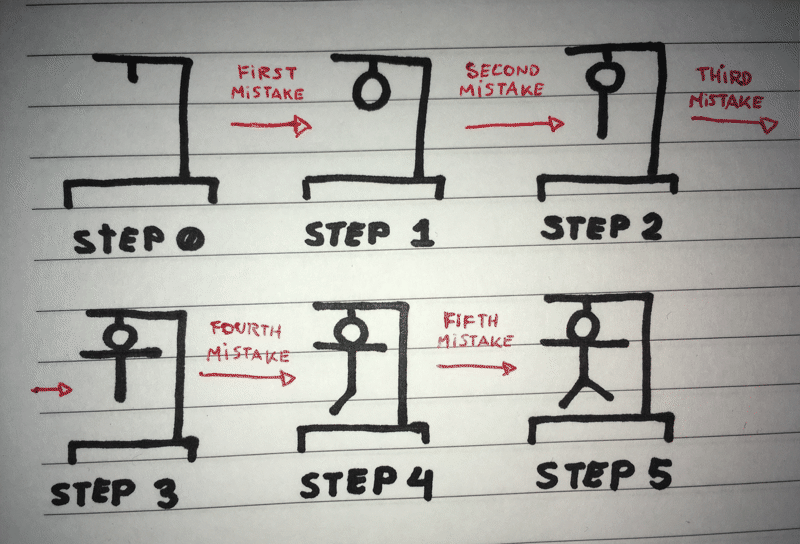 FIRST
MISTAKE
SECOND
MISTAKE
THIRD
MISTAKE
STEP 0
STEP 1
STEP 2
FOURTH
MISTAKE
FIFTH
MISTAKE
STEP 3
STEP 4
STEP 5